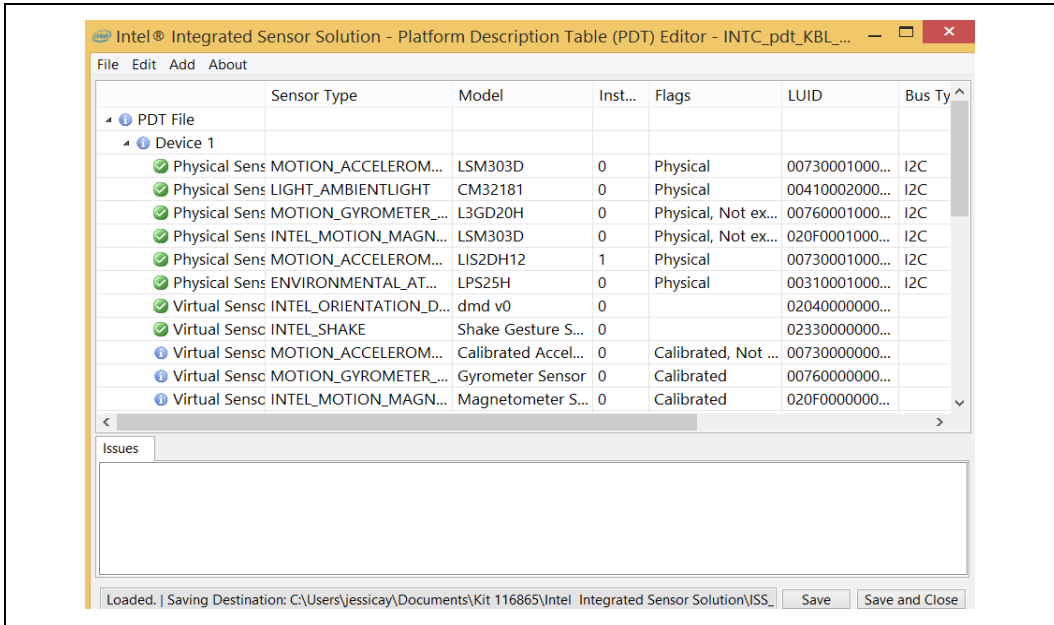 Intel® Integrated Sensor Solution - Platform Description Table (PDT) Editor - INTC_pdt_KBL_...
File Edit Add About
Sensor Type Model Inst... Flags LUID Bus Ty
PDT File
Device 1
Physical Sens MOTION_ACCELEROM... LSM303D 0 Physical 00730001000... I2C
Physical Sens LIGHT_AMBIENTLIGHT CM32181 0 Physical 00410002000... I2C
Physical Sens MOTION_GYROMETER_... L3GD20H 0 Physical, Not ex... 00760001000... I2C
Physical Sens INTEL_MOTION_MAGN... LSM303D 0 Physical, Not ex... 020F0001000... I2C
Physical Sens MOTION_ACCELEROM... LIS2DH12 1 Physical 00730001000... I2C
Physical Sens ENVIRONMENTAL_AT... LPS25H 0 Physical 00310001000... I2C
Virtual Senso INTEL_ORIENTATION_D... dmd v0 0 02040000000...
Virtual Senso INTEL_SHAKE Shake Gesture S... 0 02330000000...
Virtual Senso MOTION_ACCELEROM... Calibrated Accel... 0 Calibrated, Not ... 00730000000...
Virtual Senso MOTION_GYROMETER_... Gyrometer Sensor 0 Calibrated 00760000000...
Virtual Senso INTEL_MOTION_MAGN... Magnetometer S... 0 Calibrated 020F0000000...
Issues
Loaded. | Saving Destination: C:\Users\jessicay\Documents\Kit 116865\Intel Integrated Sensor Solution\ISS_ Save Save and Close